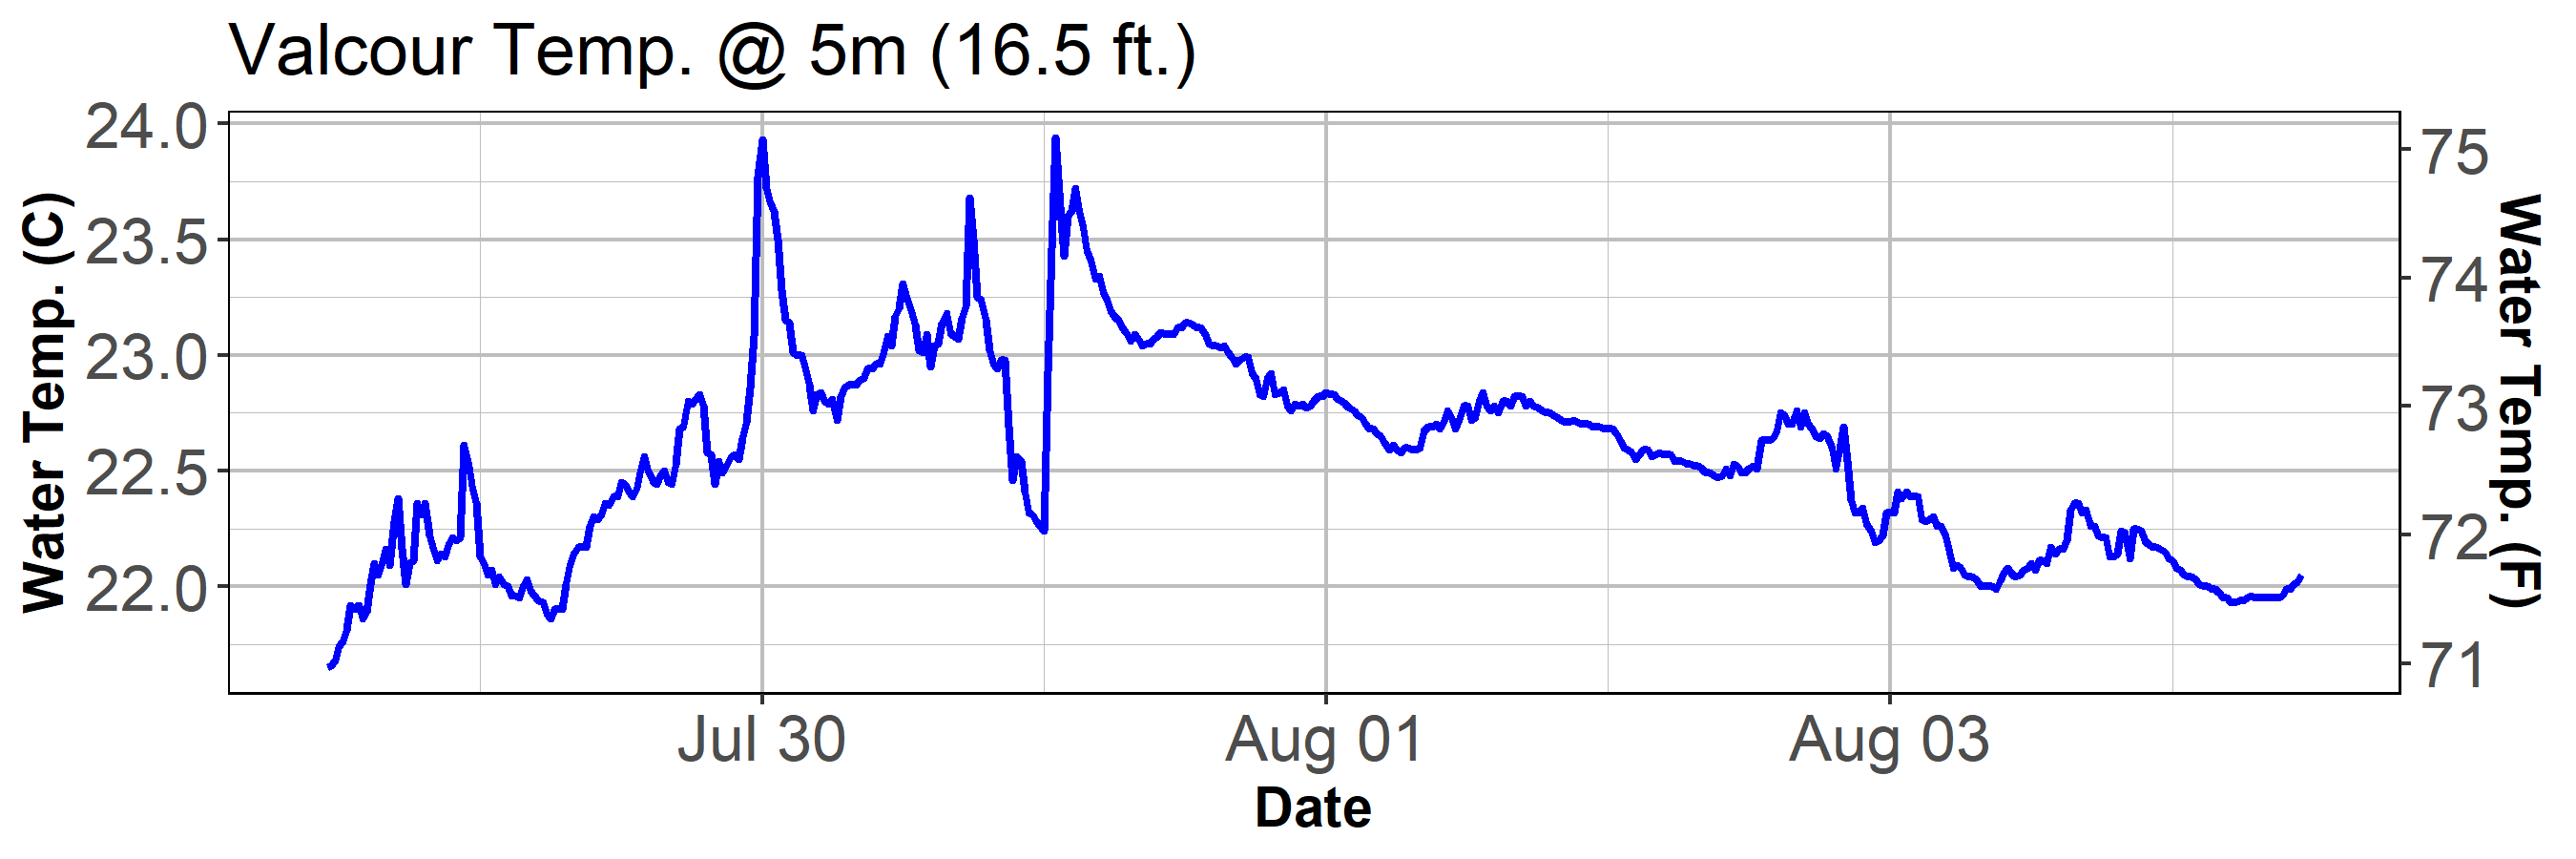 Valcour Temp. @ 5m (16.5 ft.)
Water Temp. (C)
24.0
23.5
23.0
22.5
22.0
75
74
73
72
71
Water Temp. (F)
Jul 30
Aug 01
Aug 03
Date